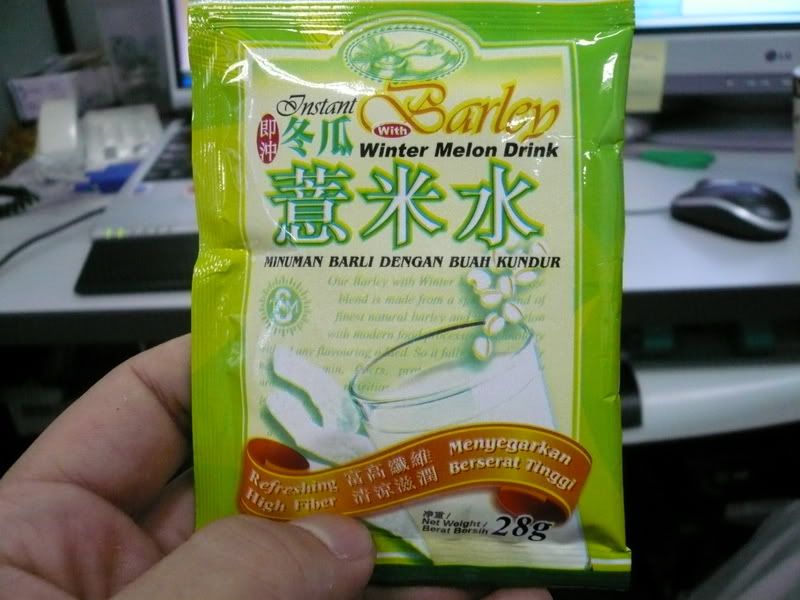 Instant Barley
即冲 冬瓜 With Winter Melon Drink
薏米水
MINUMAN BARLI DENGAN BUAH KUNDUR
Our Barley with Winter
blend is made from a of
finest natural barley and
with modern food
any flavouring added. So it
Refreshing 富高纖維 Menyegarkan
High Fiber 清涼滋潤 Berserat Tinggi
净重/
Net Weight/
Berat Bersih 28g
LG